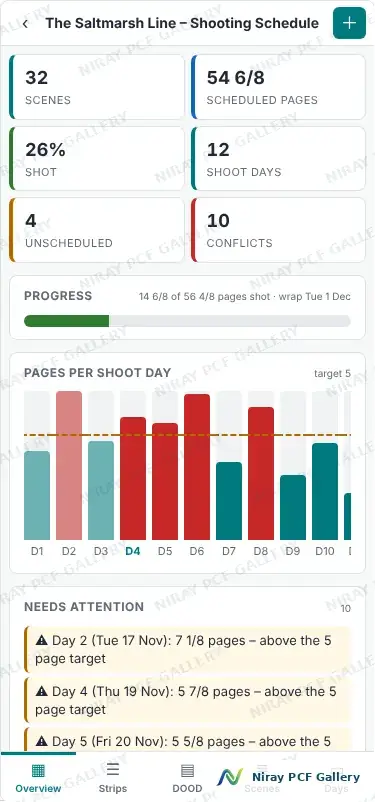 ‹ The Saltmarsh Line – Shooting Schedule +
32
SCENES
54 6/8
SCHEDULED PAGES
26%
SHOT
12
SHOOT DAYS
4
UNSCHEDULED
10
CONFLICTS
PROGRESS
14 6/8 of 56 4/8 pages shot · wrap Tue 1 Dec
PAGES PER SHOOT DAY
target 5
D1 D2 D3 D4 D5 D6 D7 D8 D9 D10
NEEDS ATTENTION
10
⚠ Day 2 (Tue 17 Nov): 7 1/8 pages – above the 5
page target
⚠ Day 4 (Thu 19 Nov): 5 7/8 pages – above the 5
page target
⚠ Day 5 (Fri 20 Nov): 5 5/8 pages – above the 5
Overview Strips DOOD Scenes Days
Niray PCF Gallery
NIRAY PCF GALLERY